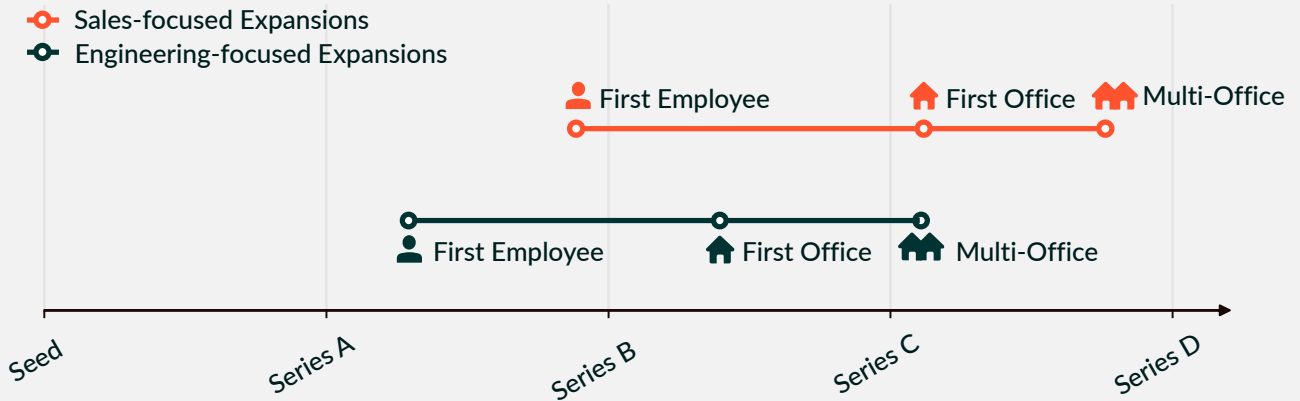 Sales-focused Expansions
Engineering-focused Expansions
First Employee
First Office
Multi-Office
First Employee
First Office
Multi-Office
Seed
Series A
Series B
Series C
Series D